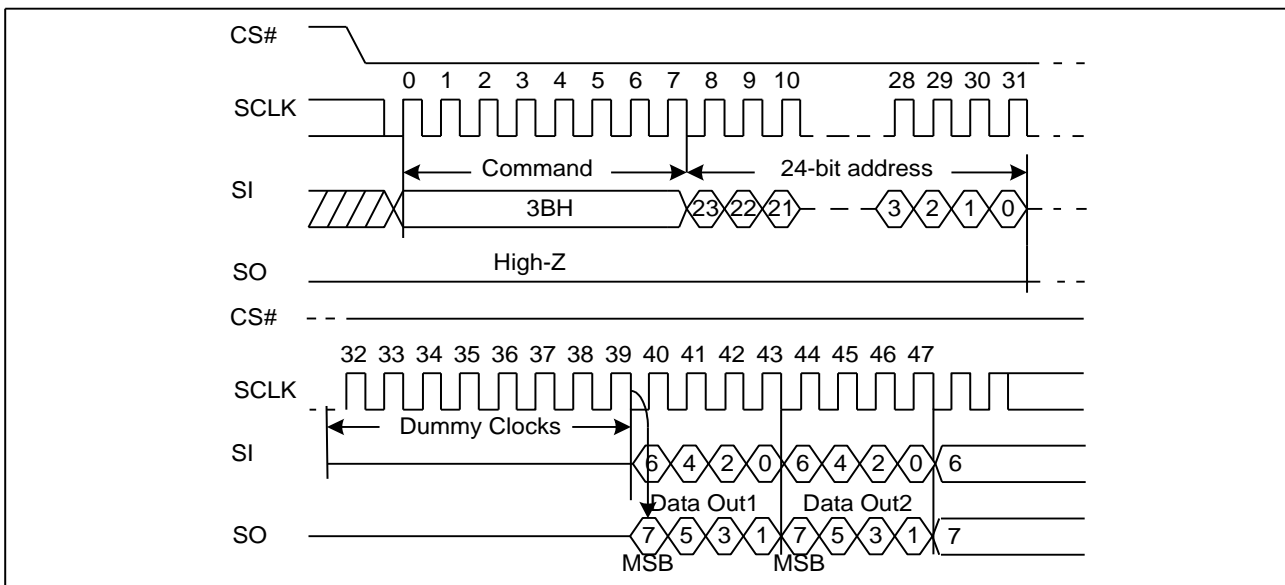 CS#
0 1 2 3 4 5 6 7 8 9 10 28 29 30 31
SCLK
Command 24-bit address
SI
3BH 23 22 21 3 2 1 0
High-Z
SO
CS#
32 33 34 35 36 37 38 39 40 41 42 43 44 45 46 47
SCLK
Dummy Clocks
SI
6 4 2 0 6 4 2 0 6
Data Out1 Data Out2
SO
7 5 3 1 7 5 3 1 7
MSB MSB